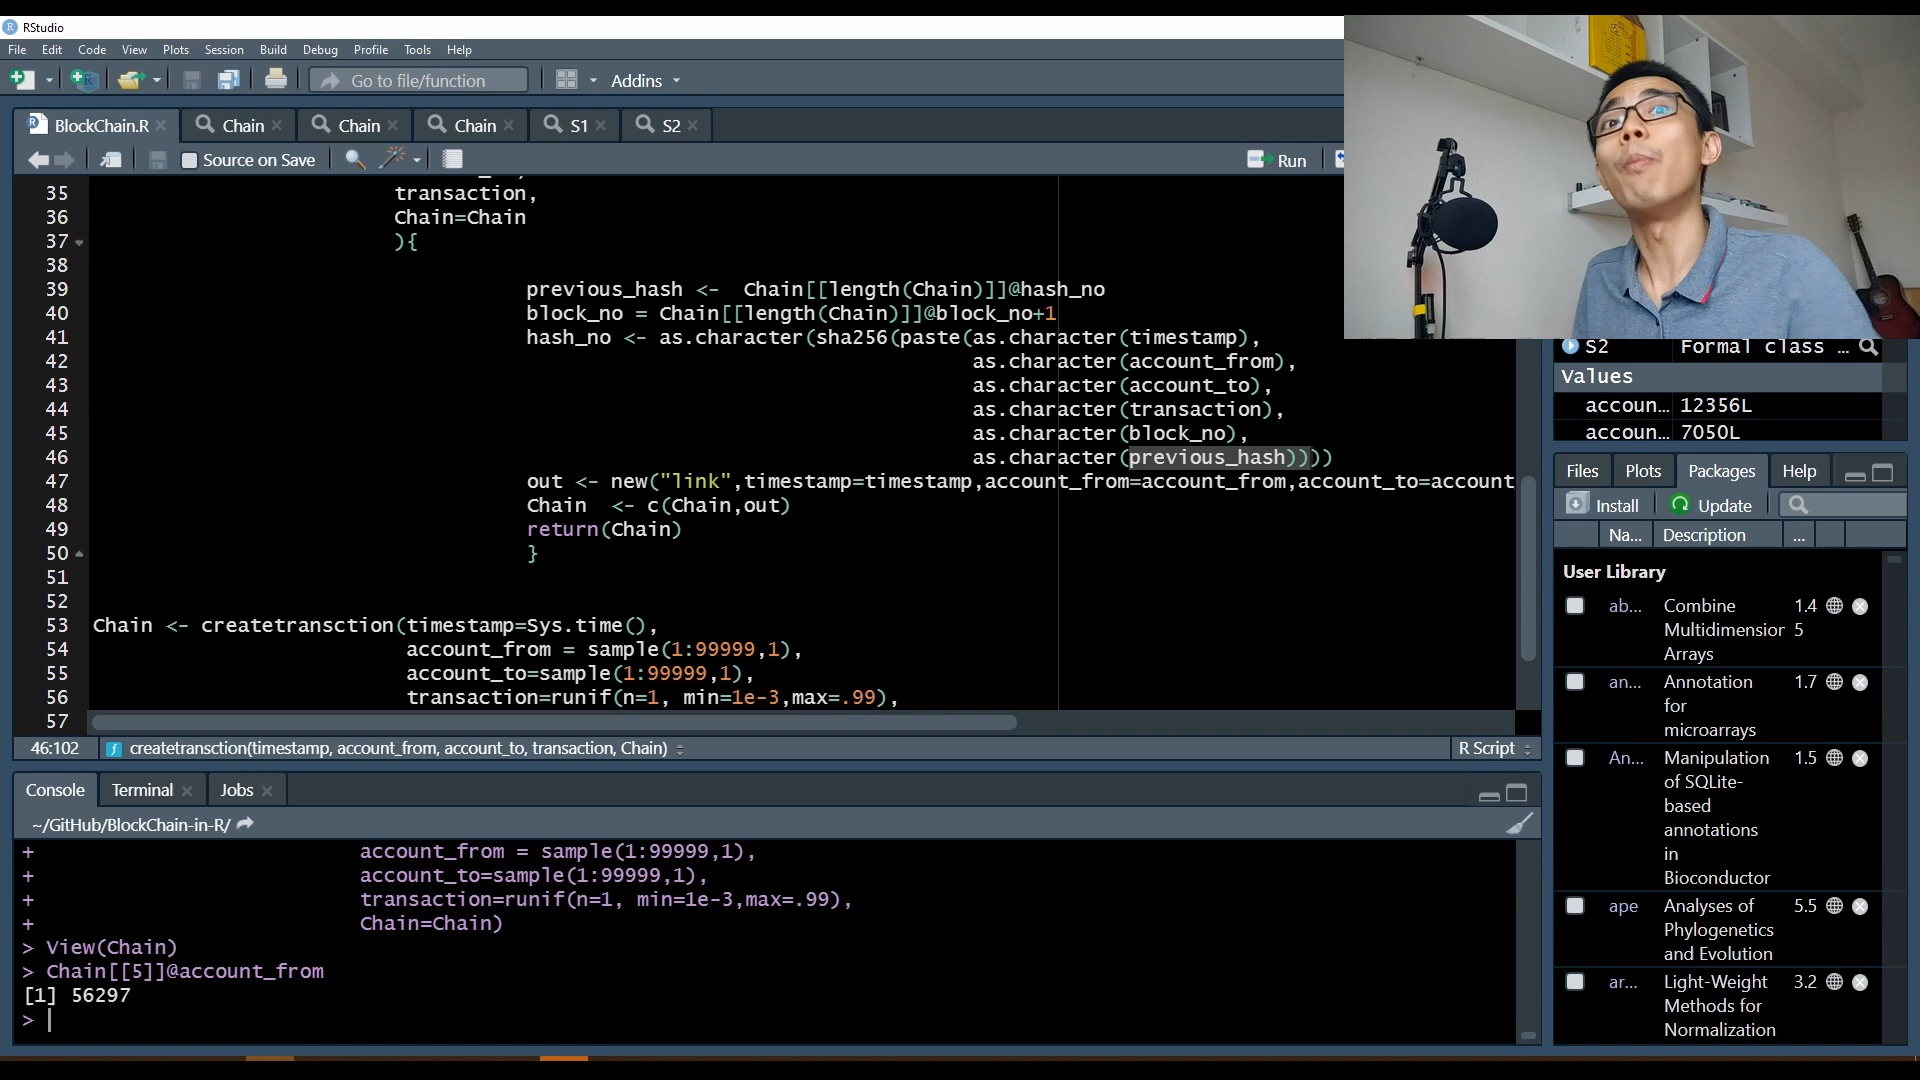 RStudio
File Edit Code View Plots Session Build Debug Profile Tools Help
Go to file/function Addins
BlockChain.R Chain Chain Chain S1 S2
Source on Save Run
35 transaction,
36 Chain=Chain
37 ){
38
39 previous_hash <-  Chain[[length(Chain)]]@hash_no
40 block_no = Chain[[length(Chain)]]@block_no+1
41 hash_no <- as.character(sha256(paste(as.character(timestamp),
42 as.character(account_from),
43 as.character(account_to),
44 as.character(transaction),
45 as.character(block_no),
46 as.character(previous_hash))))
47 out <- new("link",timestamp=timestamp,account_from=account_from,account_to=account
48 Chain  <- c(Chain,out)
49 return(Chain)
50 }
51
52
53 Chain <- createtransction(timestamp=Sys.time(),
54 account_from = sample(1:99999,1),
55 account_to=sample(1:99999,1),
56 transaction=runif(n=1, min=1e-3,max=.99),
57
46:102 createtransction(timestamp, account_from, account_to, transaction, Chain) R Script
Console Terminal Jobs
~/GitHub/BlockChain-in-R/
+ account_from = sample(1:99999,1),
+ account_to=sample(1:99999,1),
+ transaction=runif(n=1, min=1e-3,max=.99),
+ Chain=Chain)
> View(Chain)
> Chain[[5]]@account_from
[1] 56297
>
S2 Formal class …
Values
accoun… 12356L
accoun… 7050L
Files Plots Packages Help
Install Update
Na... Description ...
User Library
ab... Combine 1.4
Multidimensior 5
Arrays
an... Annotation 1.7
for
microarrays
An... Manipulation 1.5
of SQLite-
based
annotations
in
Bioconductor
ape Analyses of 5.5
Phylogenetics
and Evolution
ar... Light-Weight 3.2
Methods for
Normalization